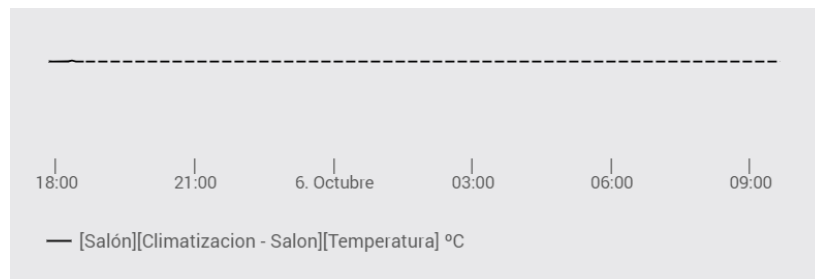 18:00 21:00 6. Octubre 03:00 06:00 09:00
[Salón][Climatizacion - Salon][Temperatura] ºC